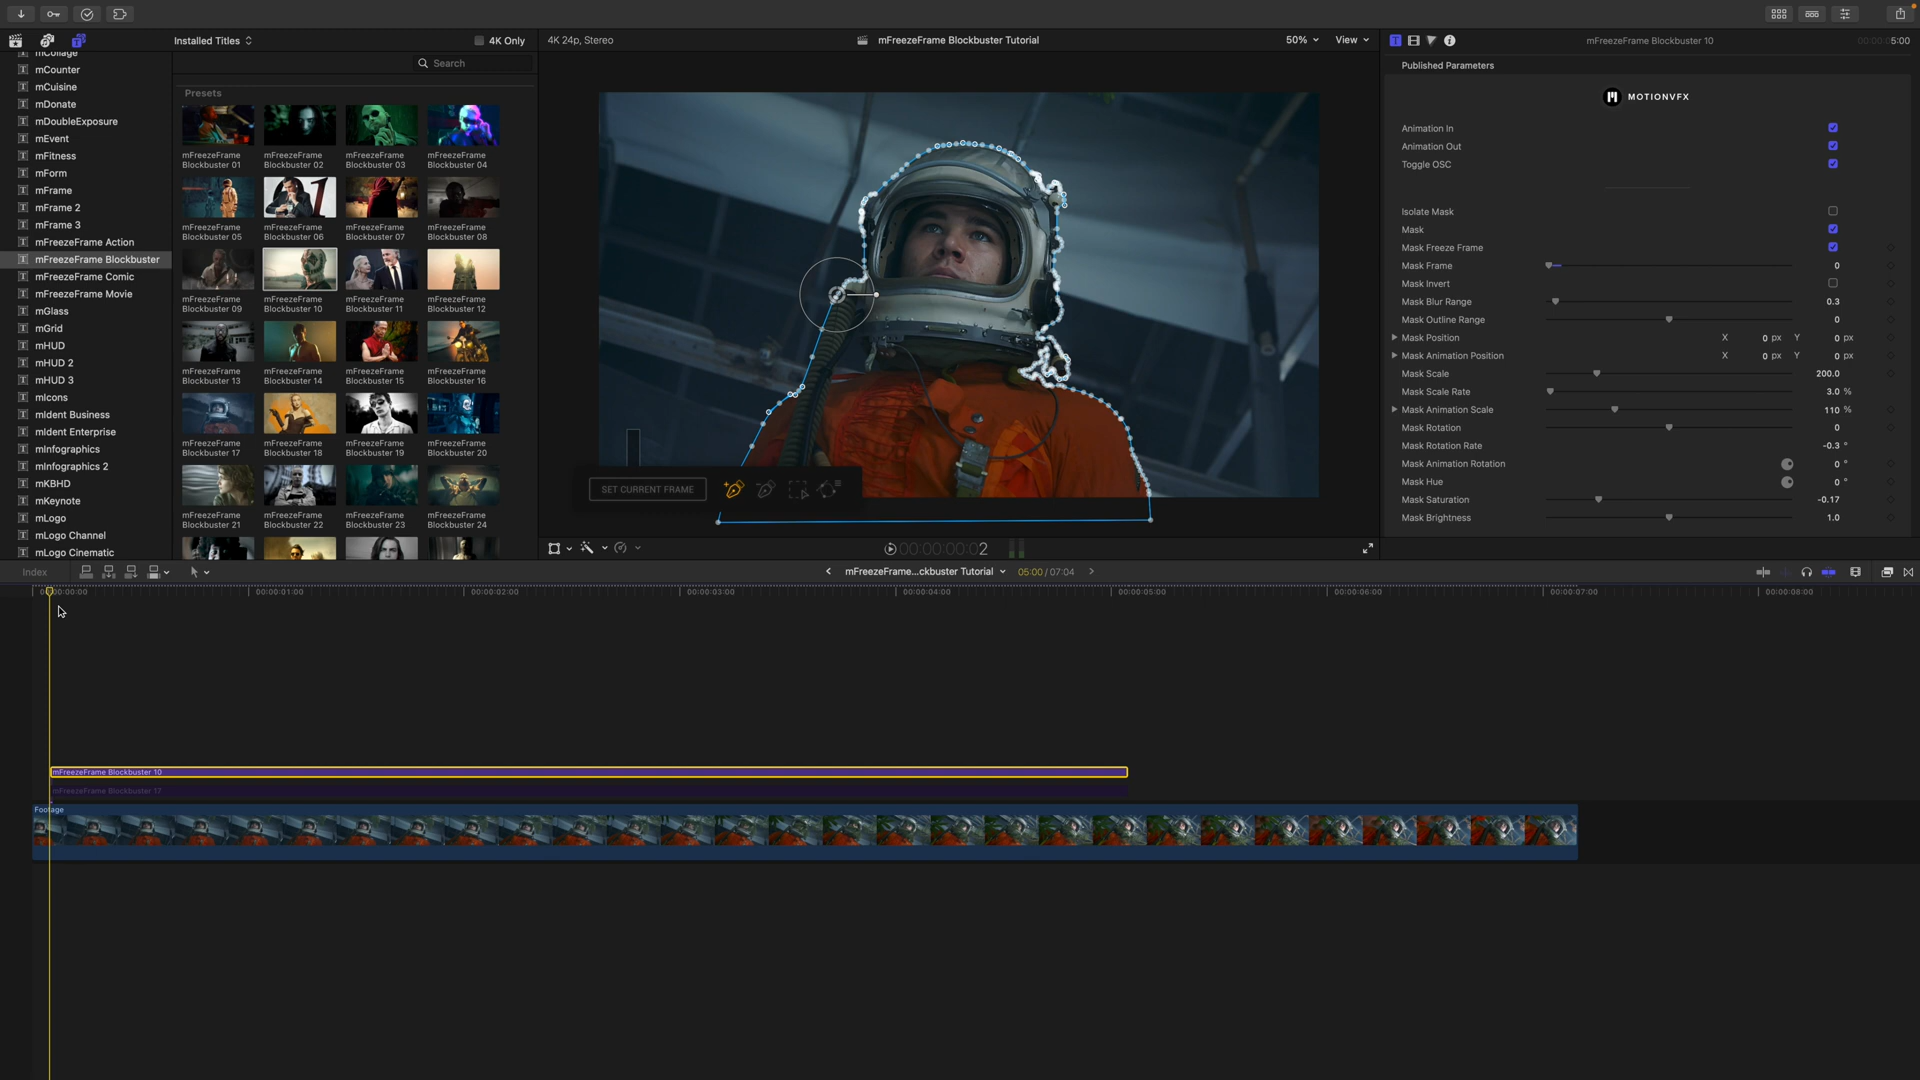 Installed Titles
4K Only
Search
mCollage
mCounter
mCuisine
mDonate
mDoubleExposure
mEvent
mFitness
mForm
mFrame
mFrame 2
mFrame 3
mFreezeFrame Action
mFreezeFrame Blockbuster
mFreezeFrame Comic
mFreezeFrame Movie
mGlass
mGrid
mHUD
mHUD 2
mHUD 3
mIcons
mIdent Business
mIdent Enterprise
mInfographics
mInfographics 2
mKBHD
mKeynote
mLogo
mLogo Channel
mLogo Cinematic
Presets
mFreezeFrame Blockbuster 01
mFreezeFrame Blockbuster 02
mFreezeFrame Blockbuster 03
mFreezeFrame Blockbuster 04
mFreezeFrame Blockbuster 05
mFreezeFrame Blockbuster 06
mFreezeFrame Blockbuster 07
mFreezeFrame Blockbuster 08
mFreezeFrame Blockbuster 09
mFreezeFrame Blockbuster 10
mFreezeFrame Blockbuster 11
mFreezeFrame Blockbuster 12
mFreezeFrame Blockbuster 13
mFreezeFrame Blockbuster 14
mFreezeFrame Blockbuster 15
mFreezeFrame Blockbuster 16
mFreezeFrame Blockbuster 17
mFreezeFrame Blockbuster 18
mFreezeFrame Blockbuster 19
mFreezeFrame Blockbuster 20
mFreezeFrame Blockbuster 21
mFreezeFrame Blockbuster 22
mFreezeFrame Blockbuster 23
mFreezeFrame Blockbuster 24
4K 24p, Stereo
mFreezeFrame Blockbuster Tutorial
50%
View
SET CURRENT FRAME
00:00:00:02
mFreezeFrame Blockbuster 10
00:00:05:00
Published Parameters
MOTIONVFX
Animation In
Animation Out
Toggle OSC
Isolate Mask
Mask
Mask Freeze Frame
Mask Frame 0
Mask Invert
Mask Blur Range 0.3
Mask Outline Range 0
Mask Position X 0 px Y 0 px
Mask Animation Position X 0 px Y 0 px
Mask Scale 200.0
Mask Scale Rate 3.0 %
Mask Animation Scale 110 %
Mask Rotation 0
Mask Rotation Rate -0.3 °
Mask Animation Rotation 0 °
Mask Hue 0 °
Mask Saturation -0.17
Mask Brightness 1.0
Index
mFreezeFrame...ckbuster Tutorial
05:00 / 07:04
00:00:00:00
00:00:01:00
00:00:02:00
00:00:03:00
00:00:04:00
00:00:05:00
00:00:06:00
00:00:07:00
00:00:08:00
mFreezeFrame Blockbuster 10
mFreezeFrame Blockbuster 17
Footage